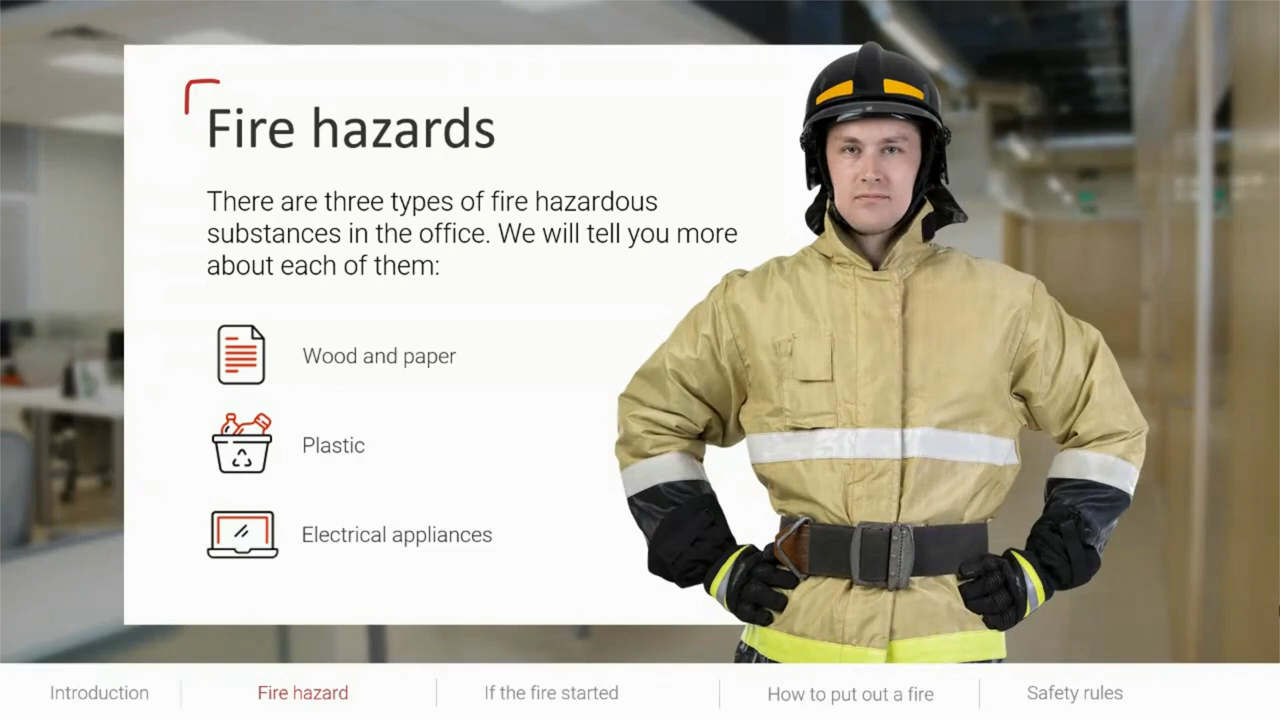 Fire hazards
There are three types of fire hazardous
substances in the office. We will tell you more
about each of them:
Wood and paper
Plastic
Electrical appliances
Introduction
Fire hazard
If the fire started
How to put out a fire
Safety rules